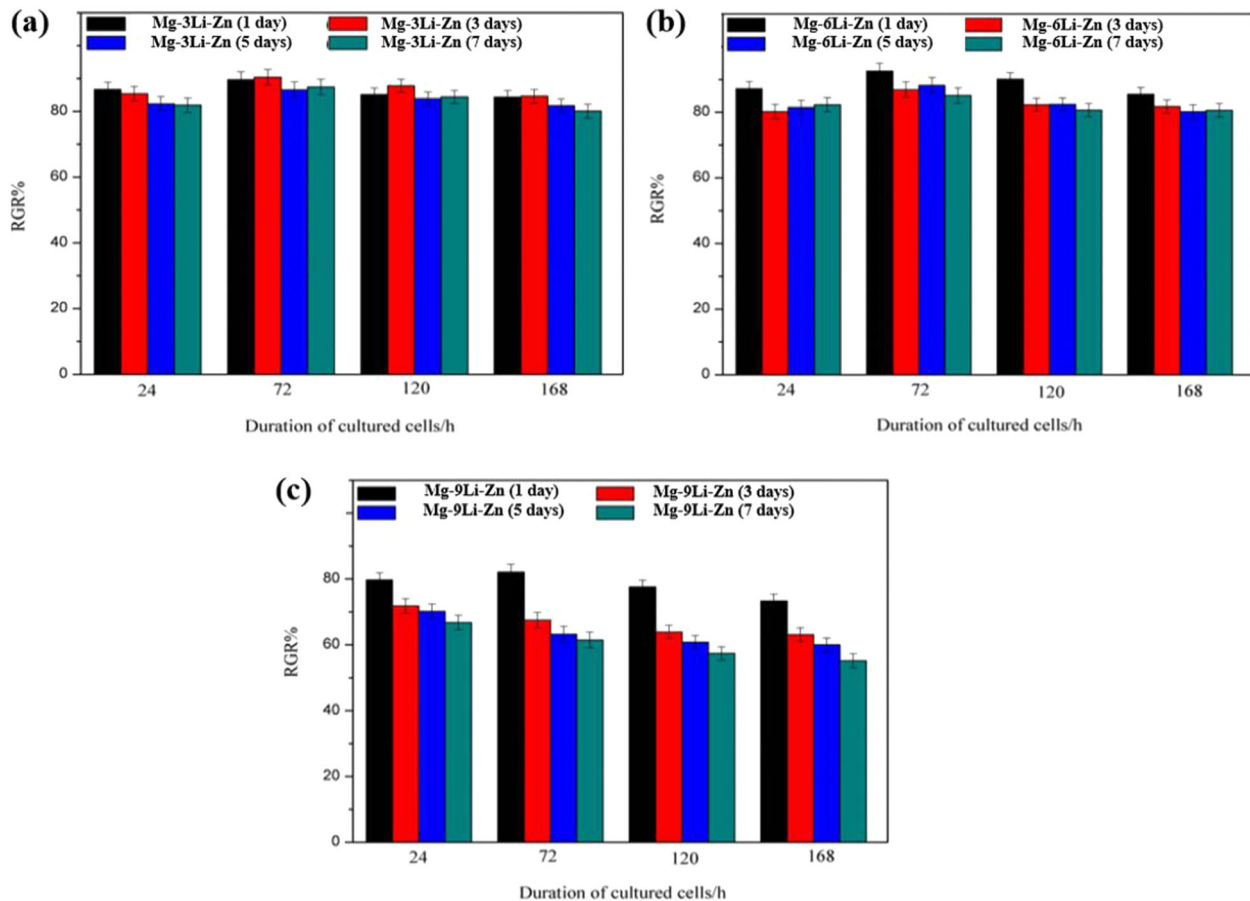 (a)
Mg-3Li-Zn (1 day) Mg-3Li-Zn (3 days)
Mg-3Li-Zn (5 days) Mg-3Li-Zn (7 days)
80
60
40
20
0
RGR%
24 72 120 168
Duration of cultured cells/h
(b)
Mg-6Li-Zn (1 day) Mg-6Li-Zn (3 days)
Mg-6Li-Zn (5 days) Mg-6Li-Zn (7 days)
80
60
40
20
0
RGR%
24 72 120 168
Duration of cultured cells/h
(c)
Mg-9Li-Zn (1 day) Mg-9Li-Zn (3 days)
Mg-9Li-Zn (5 days) Mg-9Li-Zn (7 days)
80
60
40
20
0
RGR%
24 72 120 168
Duration of cultured cells/h